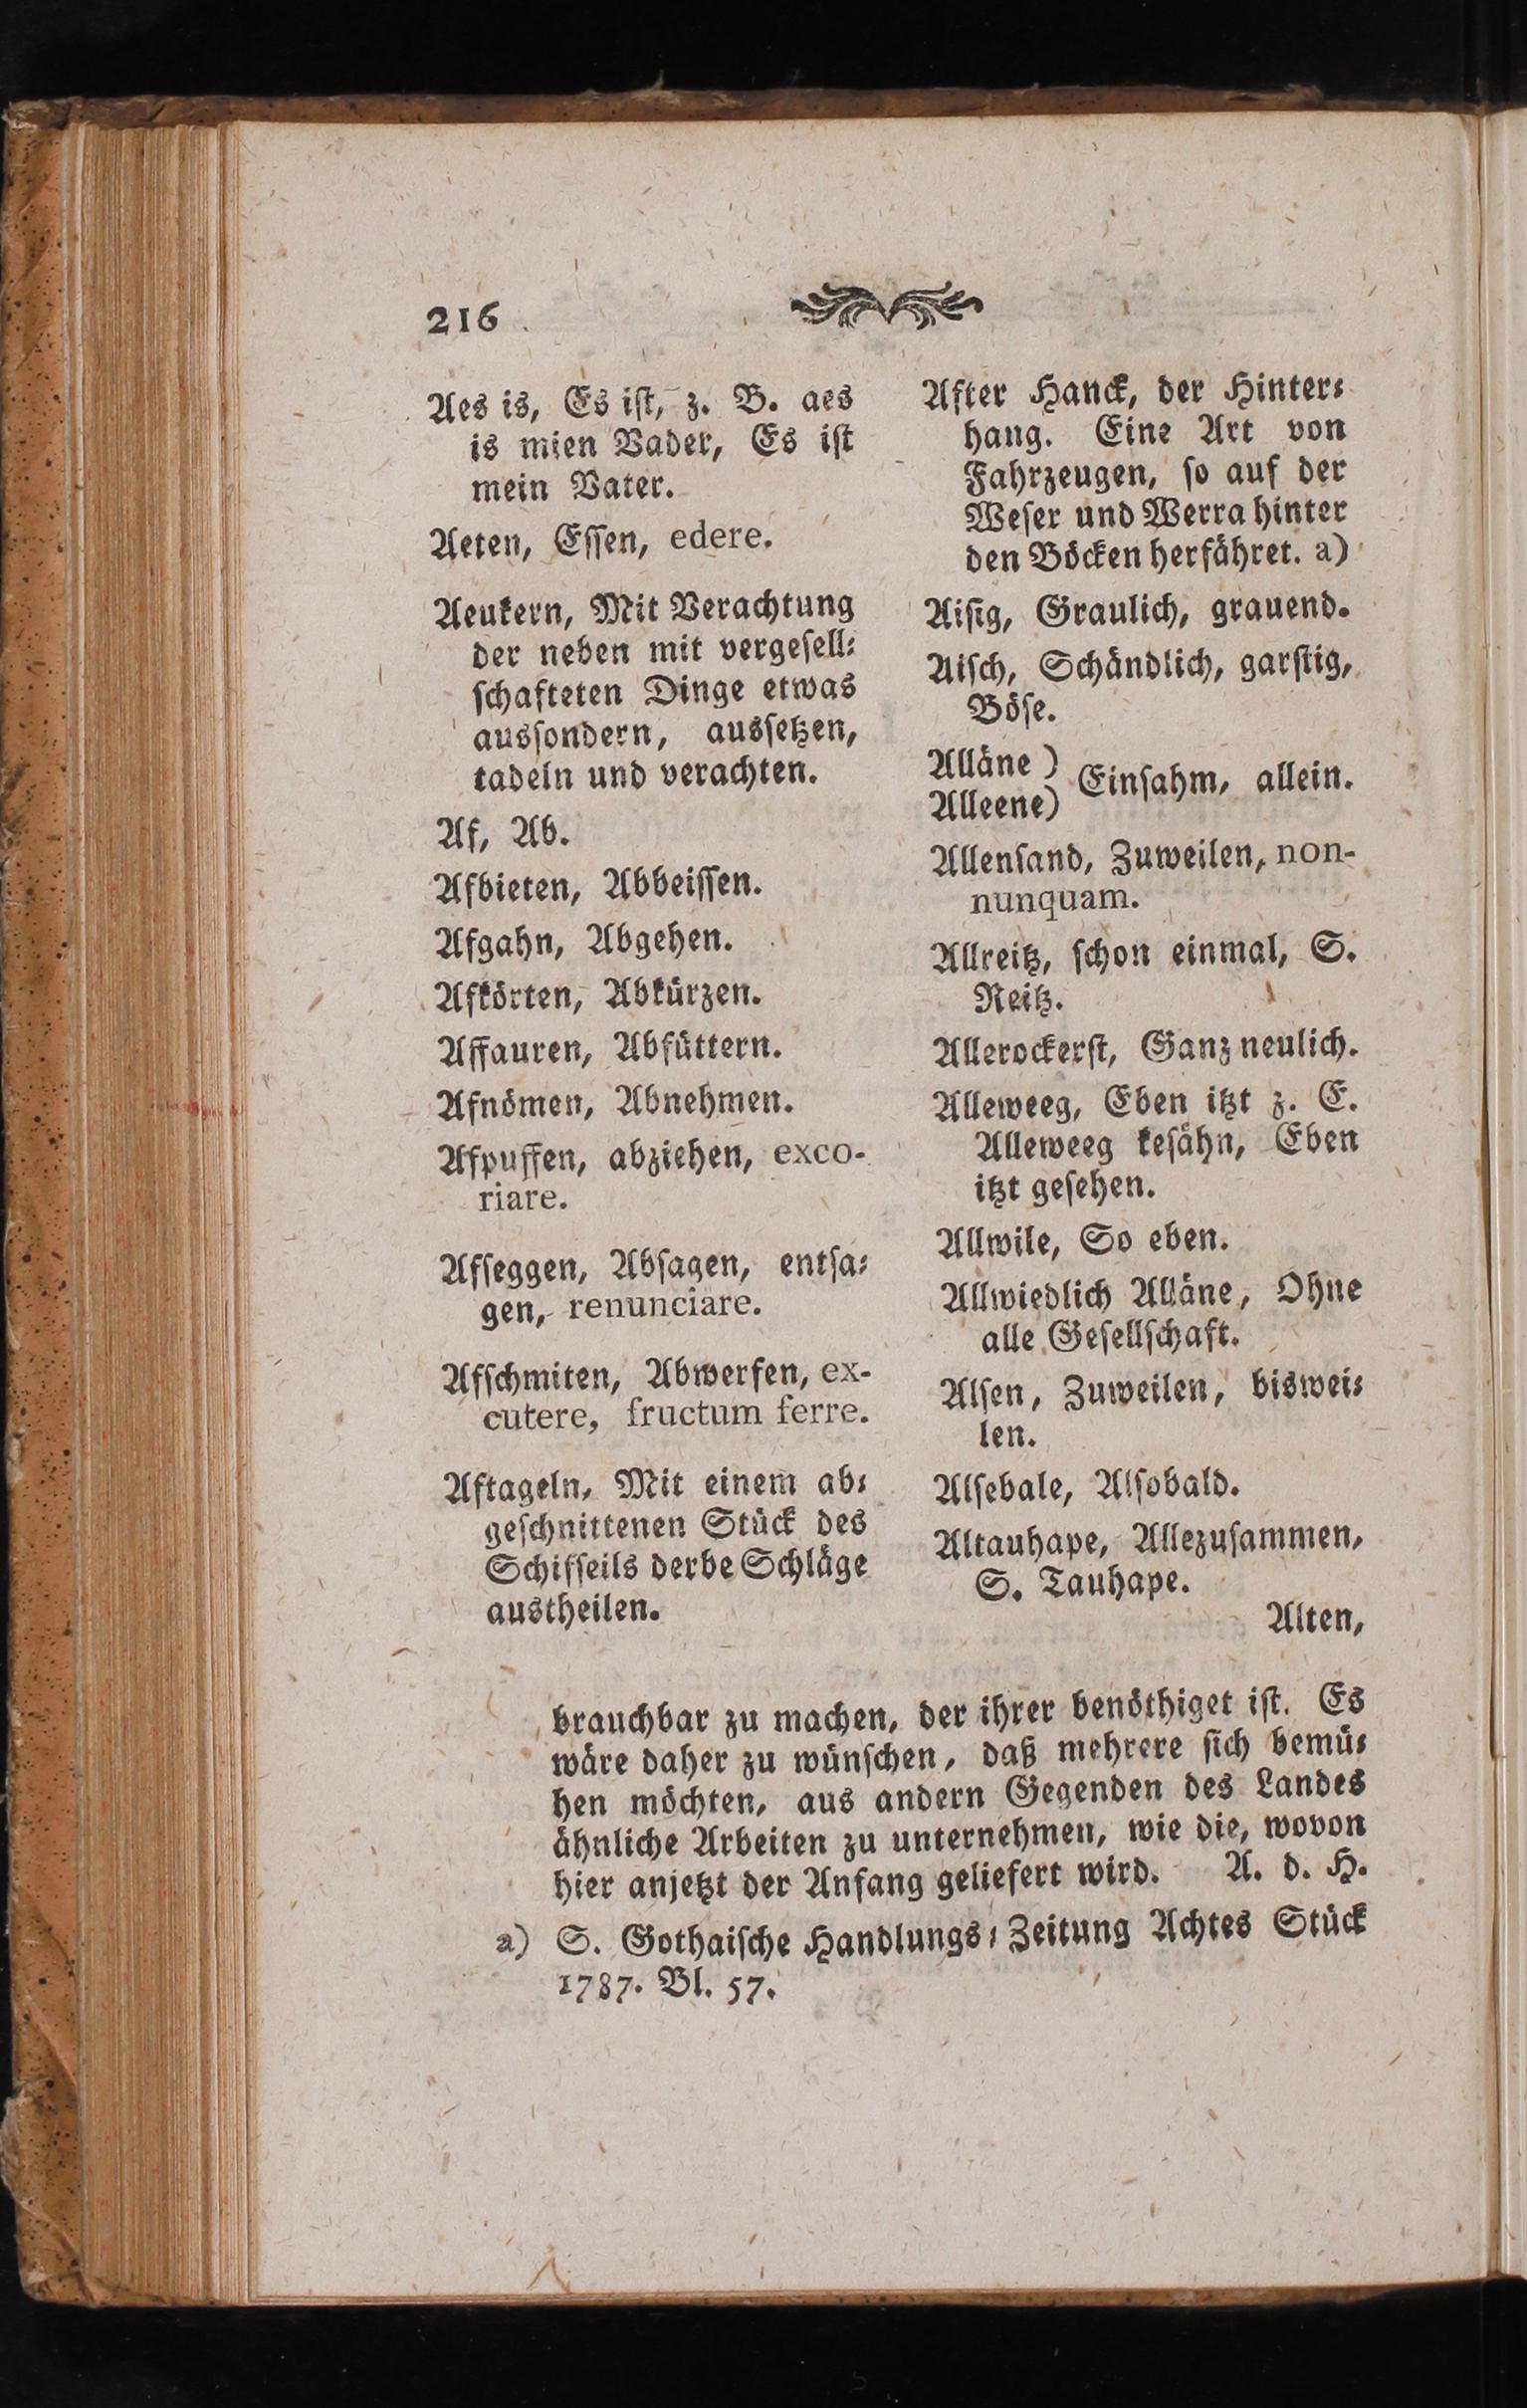 216
Aes is, Es iſt, z. B. aes
is mien Vader, Es iſt
mein Vater.
Aeten, Eſſen, edere.
Aeukern, Mit Verachtung
der neben mit vergeſell⸗
ſchafteten Dinge etwas
ausſondern, ausſetzen,
tadeln und verachten.
Af, Ab.
Afbieten, Abbeiſſen.
Afgahn, Abgehen.
Afkörten, Abkürzen.
Affauren, Abfüttern.
Afnömen, Abnehmen.
Afpuffen, abziehen, exco-
riare.
Afſeggen, Abſagen, entſa⸗
gen, renunciare.
Afſchmiten, Abwerfen, ex-
cutere, fructum ferre.
Aftageln, Mit einem ab⸗
geſchnittenen Stück des
Schifſeils derbe Schläge
austheilen.
After Hanck, der Hinter⸗
hang. Eine Art von
Fahrzeugen, ſo auf der
Weſer und Werra hinter
den Böcken herfähret. a)
Aiſig, Graulich, grauend.
Aiſch, Schändlich, garſtig,
Böſe.
Alläne )
Alleene) Einſahm, allein.
Allenſand, Zuweilen, non-
nunquam.
Allreitz, ſchon einmal, S.
Reitz.
Allerockerſt, Ganz neulich.
Alleweeg, Eben itzt z. E.
Alleweeg keſähn, Eben
itzt geſehen.
Allwile, So eben.
Allwiedlich Alläne, Ohne
alle Geſellſchaft.
Alſen, Zuweilen, biswei⸗
len.
Alſebale, Alſobald.
Altauhape, Allezuſammen,
S. Tauhape.
Alten,
brauchbar zu machen, der ihrer benöthiget iſt. Es
wäre daher zu wünſchen, daß mehrere ſich bemü⸗
hen möchten, aus andern Gegenden des Landes
ähnliche Arbeiten zu unternehmen, wie die, wovon
hier anjetzt der Anfang geliefert wird. A. d. H.
a) S. Gothaiſche Handlungs⸗Zeitung Achtes Stück
1787. Bl. 57.